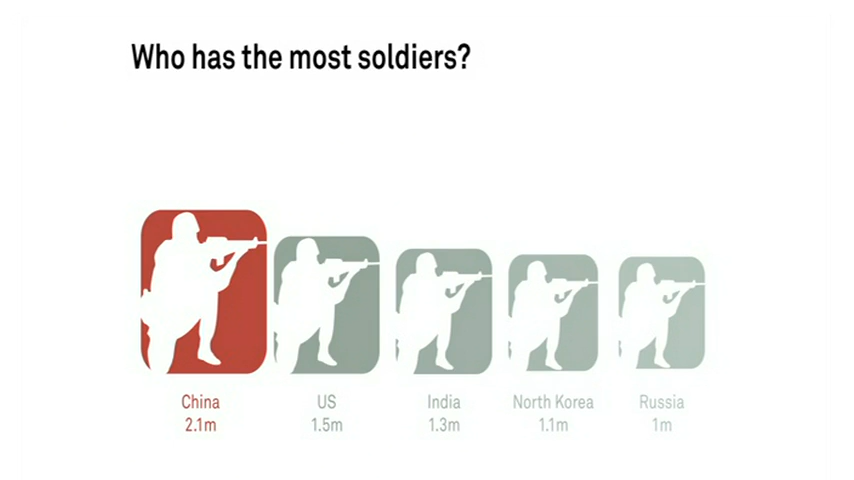 Who has the most soldiers?
China
2.1m
US
1.5m
India
1.3m
North Korea
1.1m
Russia
1m